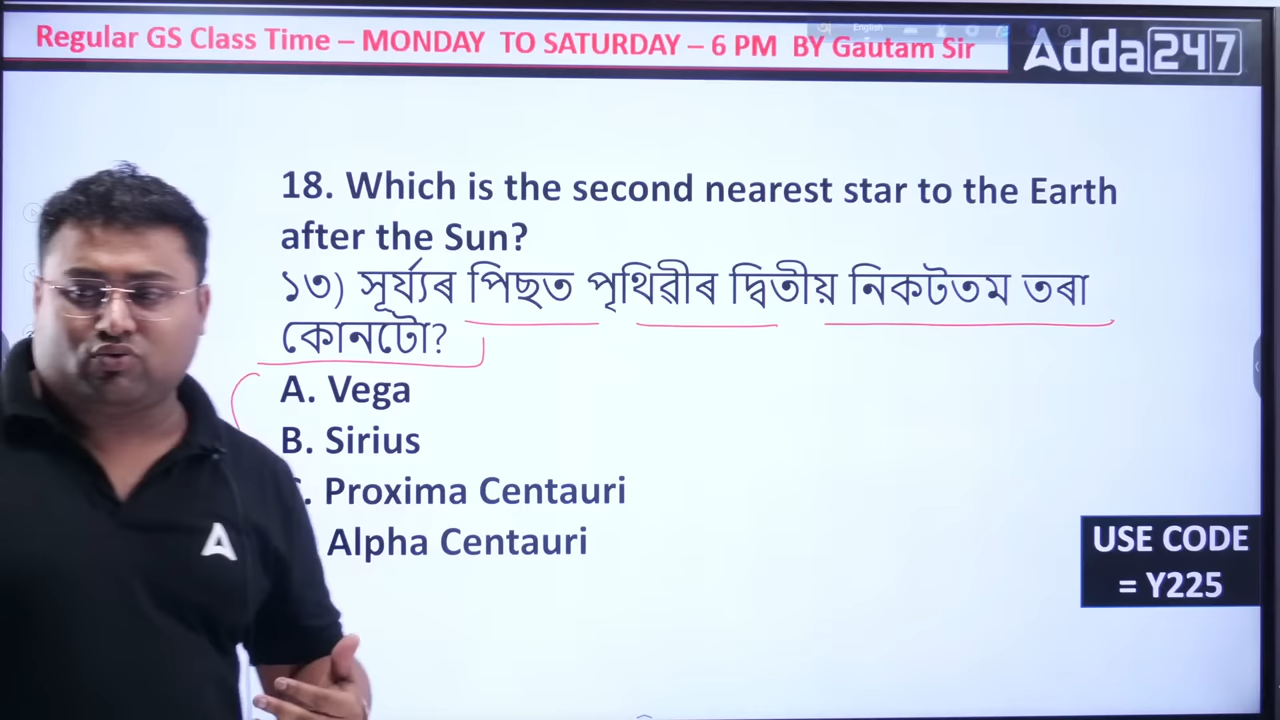 Regular GS Class Time – MONDAY TO SATURDAY – 6 PM BY Gautam Sir
Adda247
18. Which is the second nearest star to the Earth
after the Sun?
১৩) সূৰ্য্যৰ পিছত পৃথিৱীৰ দ্বিতীয় নিকটতম তৰা
কোনটো?
A. Vega
B. Sirius
. Proxima Centauri
Alpha Centauri
USE CODE
= Y225
English